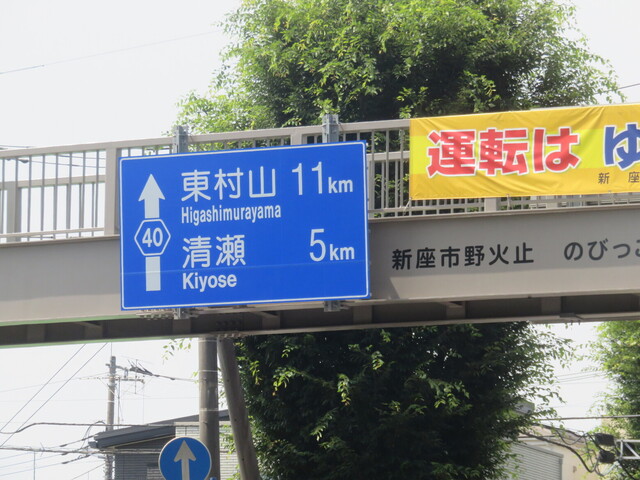 東村山 11km
Higashimurayama
40
清瀬 5km
Kiyose
運転は ゆ
新座
新座市野火止 のびっ